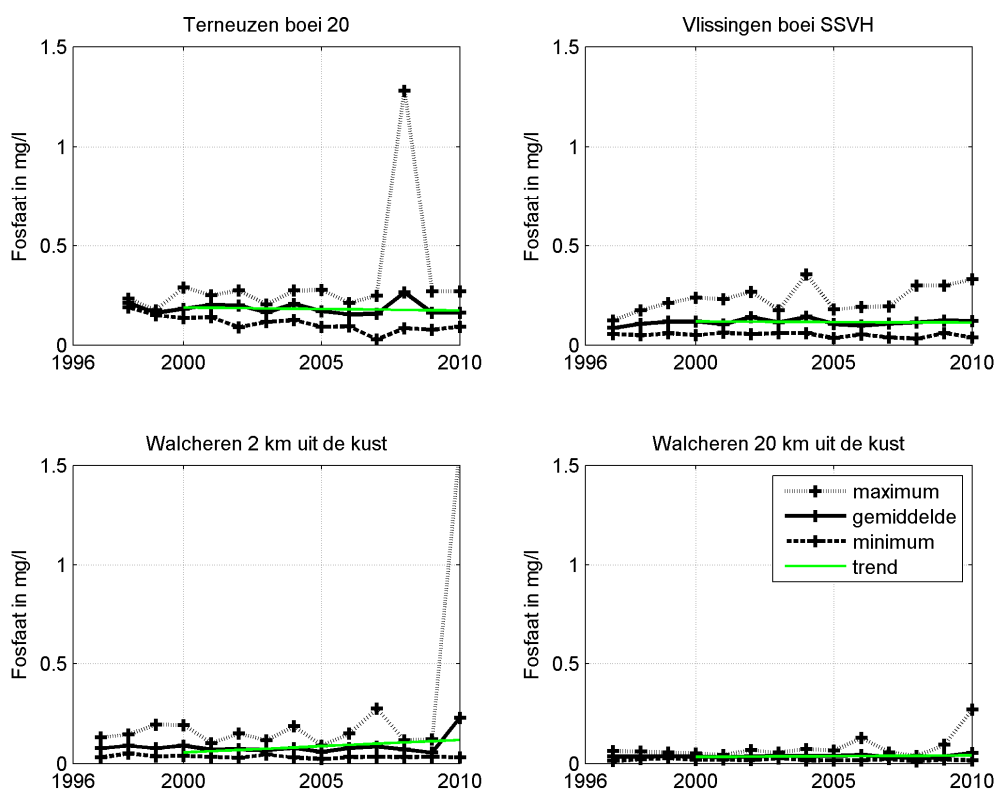 Terneuzen boei 20
Fosfaat in mg/l
1.5
1
0.5
0
1996 2000 2005 2010
Vlissingen boei SSVH
Fosfaat in mg/l
1.5
1
0.5
0
1996 2000 2005 2010
Walcheren 2 km uit de kust
Fosfaat in mg/l
1.5
1
0.5
0
1996 2000 2005 2010
Walcheren 20 km uit de kust
Fosfaat in mg/l
1.5
1
0.5
0
1996 2000 2005 2010
maximum
gemiddelde
minimum
trend